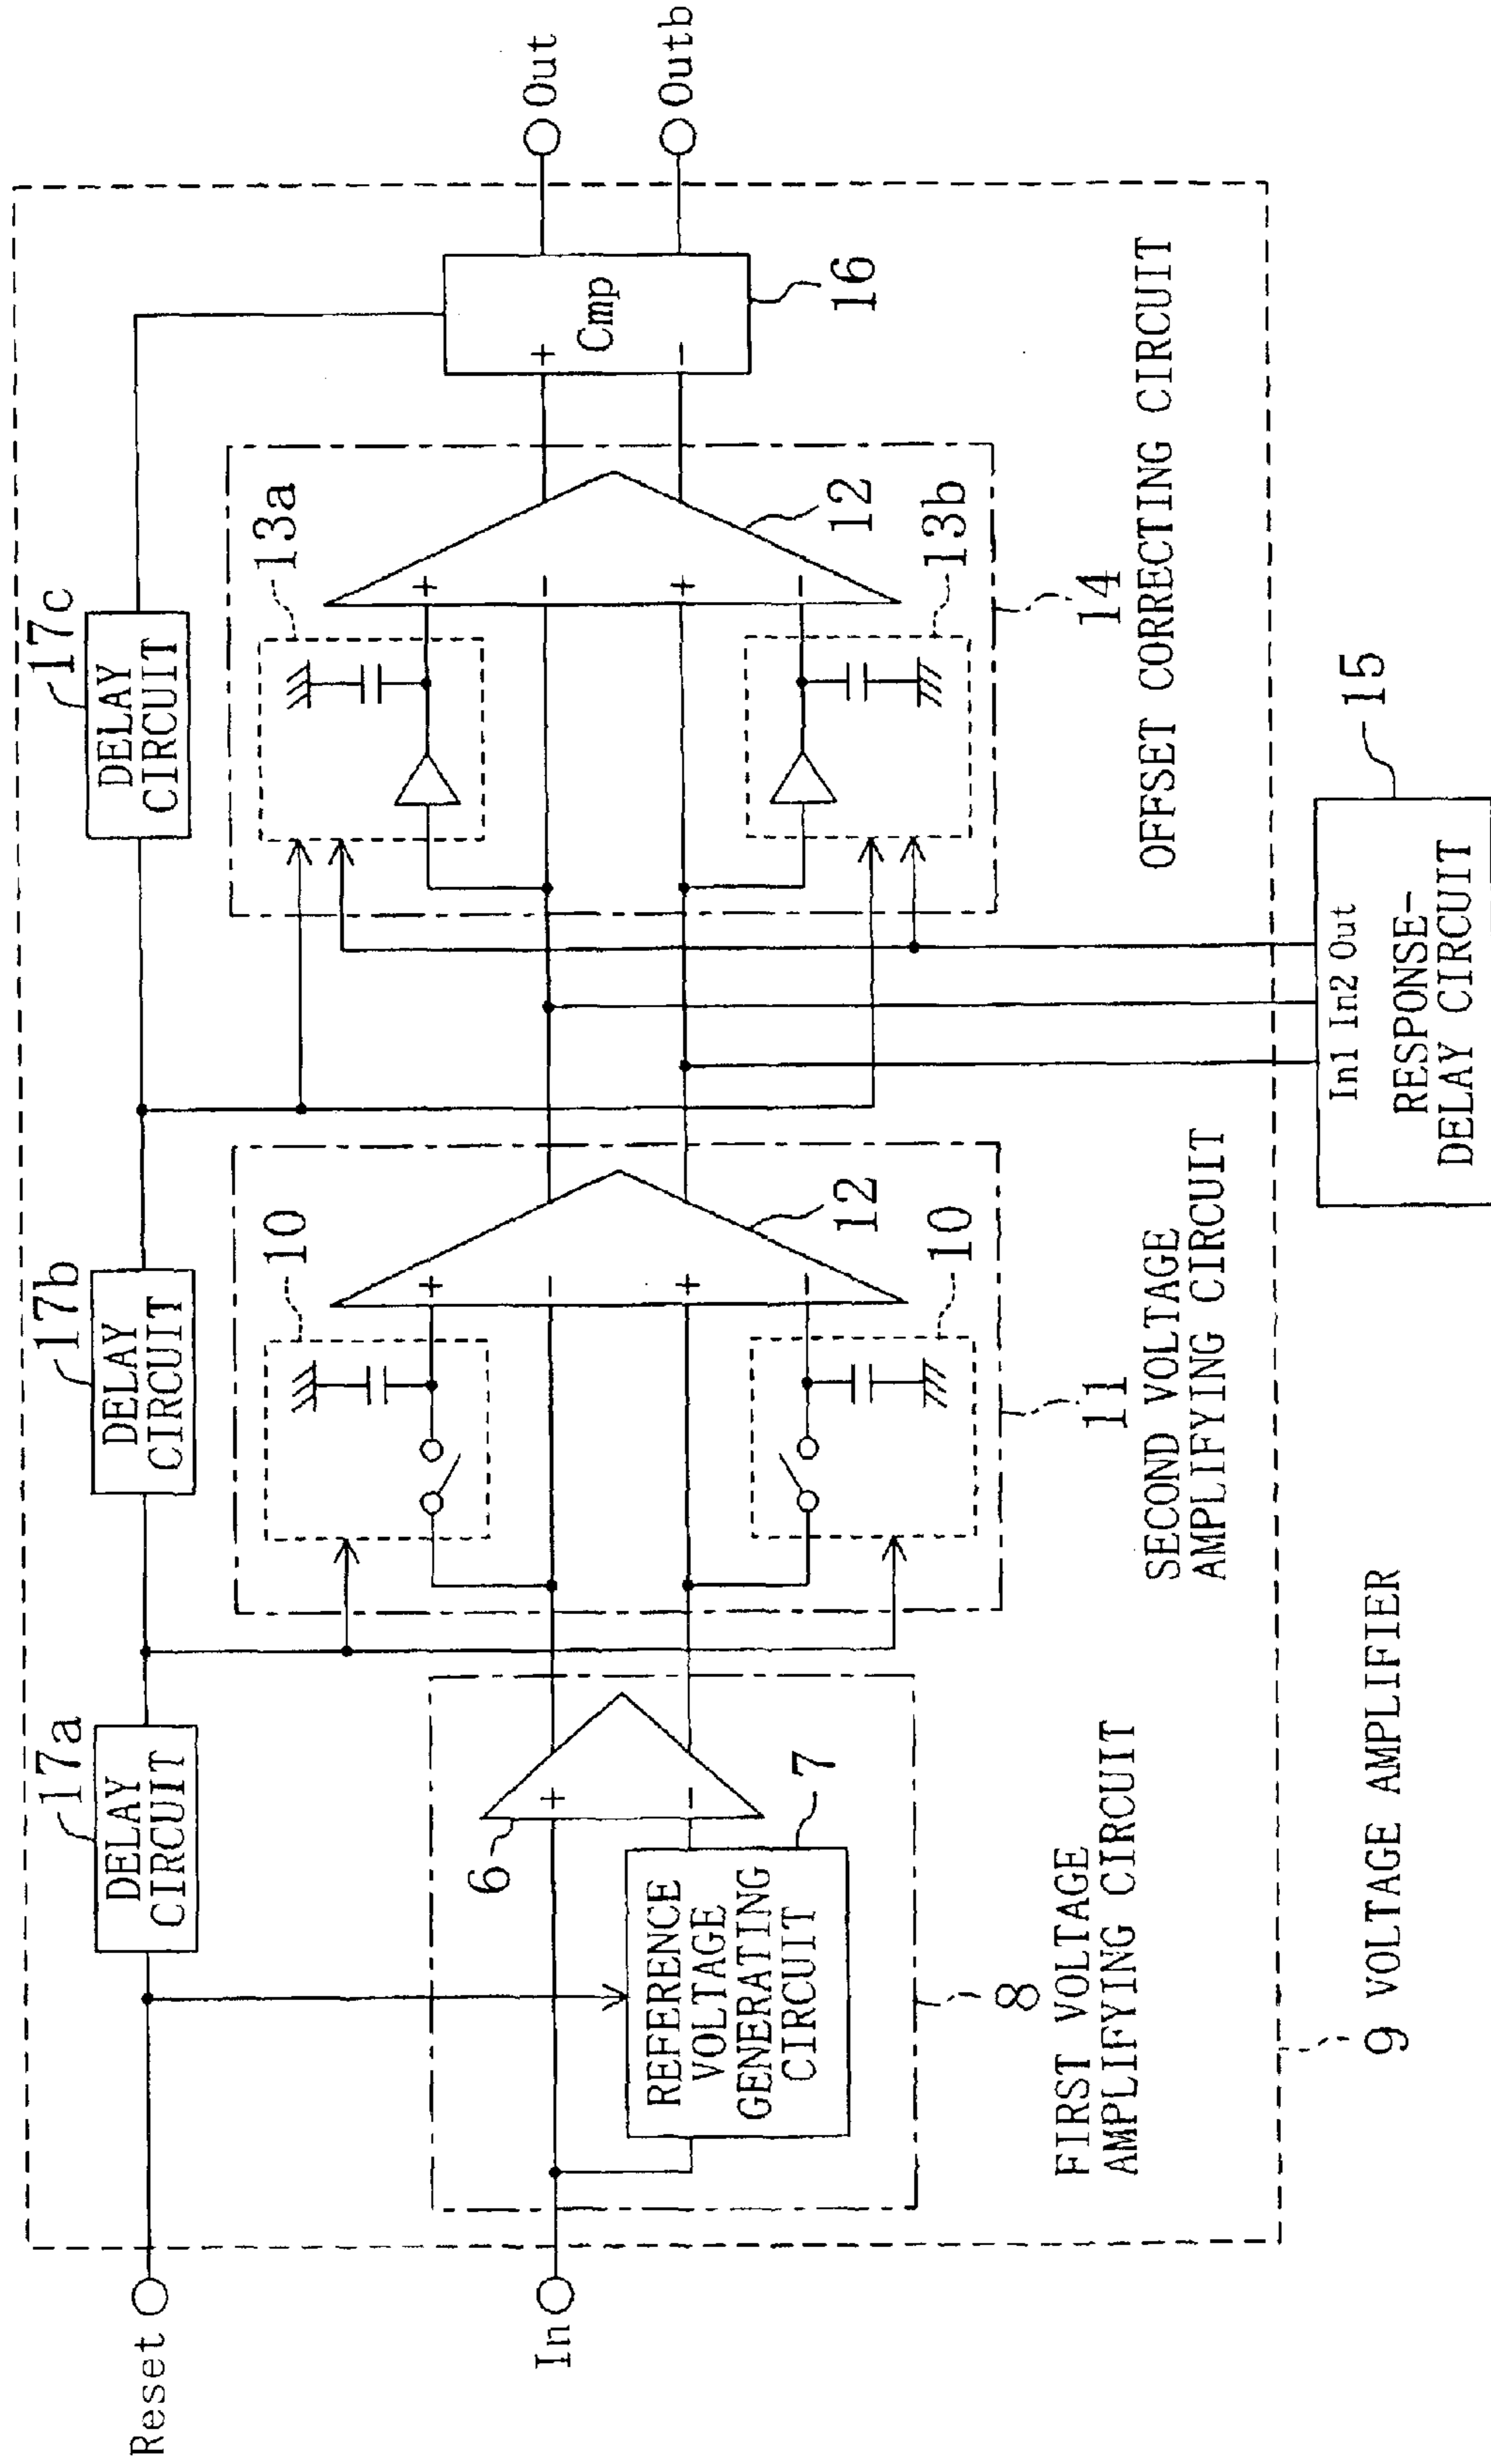 Reset
17a
DELAY
CIRCUIT
17b
DELAY
CIRCUIT
17c
DELAY
CIRCUIT
In
6
+
−
REFERENCE
VOLTAGE
GENERATING
CIRCUIT
7
8
FIRST VOLTAGE
AMPLIFYING CIRCUIT
10
+
−
+
−
12
10
11
SECOND VOLTAGE
AMPLIFYING CIRCUIT
13a
+
−
+
−
12
13b
14
OFFSET CORRECTING CIRCUIT
+
−
Cmp
16
Out
Outb
In1 In2 Out
RESPONSE-
DELAY CIRCUIT
15
9 VOLTAGE AMPLIFIER